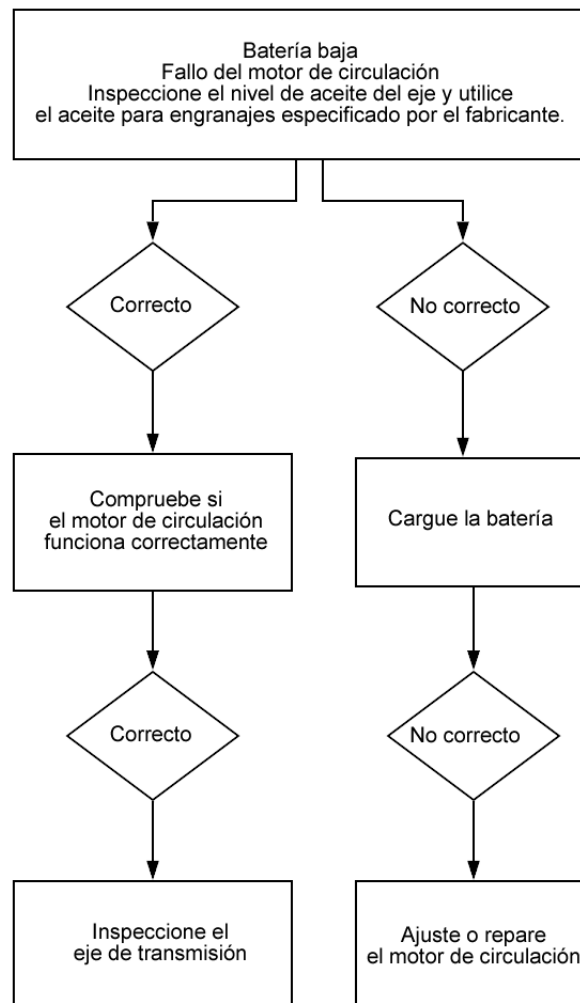 Batería baja
Fallo del motor de circulación
Inspeccione el nivel de aceite del eje y utilice
el aceite para engranajes especificado por el fabricante.
Correcto
No correcto
Compruebe si
el motor de circulación
funciona correctamente
Cargue la batería
Correcto
No correcto
Inspeccione el
eje de transmisión
Ajuste o repare
el motor de circulación